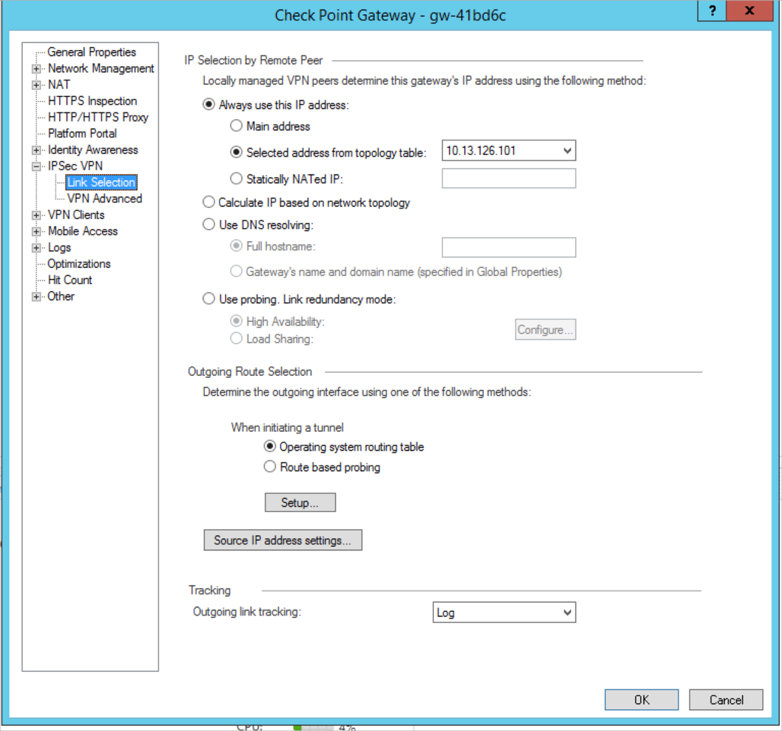 Check Point Gateway - gw-41bd6c
?
x
General Properties
Network Management
NAT
HTTPS Inspection
HTTP/HTTPS Proxy
Platform Portal
Identity Awareness
IPSec VPN
Link Selection
VPN Advanced
VPN Clients
Mobile Access
Logs
Optimizations
Hit Count
Other
IP Selection by Remote Peer
Locally managed VPN peers determine this gateway's IP address using the following method:
Always use this IP address:
Main address
Selected address from topology table: 10.13.126.101
Statically NATed IP:
Calculate IP based on network topology
Use DNS resolving:
Full hostname:
Gateway's name and domain name (specified in Global Properties)
Use probing. Link redundancy mode:
High Availability:
Load Sharing:
Configure...
Outgoing Route Selection
Determine the outgoing interface using one of the following methods:
When initiating a tunnel
Operating system routing table
Route based probing
Setup...
Source IP address settings...
Tracking
Outgoing link tracking: Log
OK Cancel
CPU: 4%